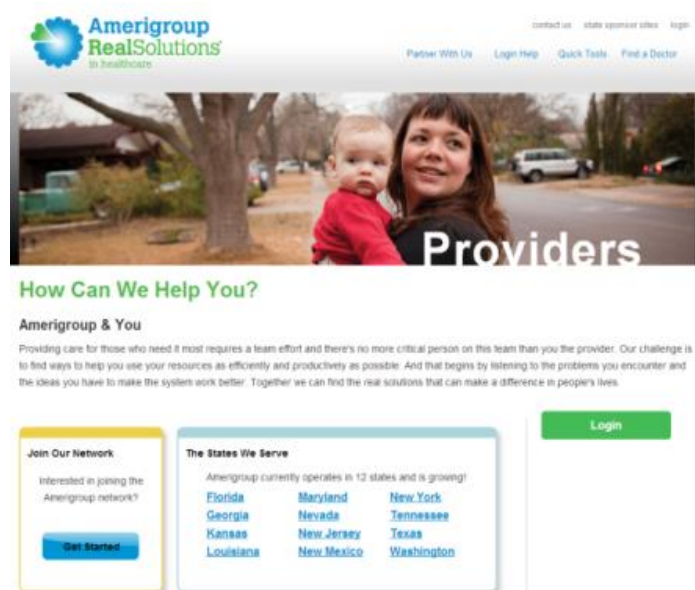 Amerigroup
RealSolutions
in healthcare
contact us state sponsor sites login
Partner With Us Login Help Quick Tools Find a Doctor
Providers
How Can We Help You?
Amerigroup & You
Providing care for those who need it most requires a team effort and there's no more critical person on this team than you the provider. Our challenge is
to find ways to help you use your resources as efficiently and productively as possible. And that begins by listening to the problems you encounter and
the ideas you have to make the system work better. Together we can find the real solutions that can make a difference in people's lives.
Login
Join Our Network
Interested in joining the
Amerigroup network?
Get Started
The States We Serve
Amerigroup currently operates in 12 states and is growing!
Florida Maryland New York
Georgia Nevada Tennessee
Kansas New Jersey Texas
Louisiana New Mexico Washington